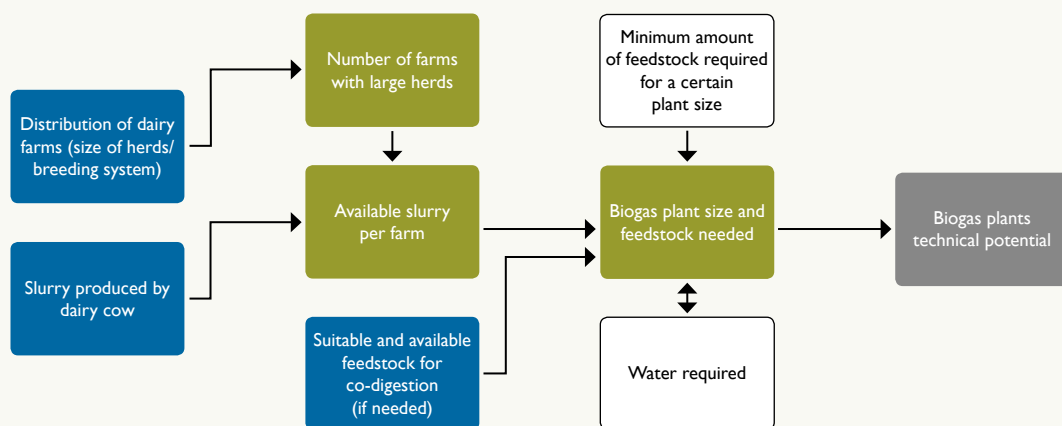 Distribution of dairy
farms (size of herds/
breeding system)
Slurry produced by
dairy cow
Number of farms
with large herds
Available slurry
per farm
Suitable and available
feedstock for
co-digestion
(if needed)
Minimum amount
of feedstock required
for a certain
plant size
Biogas plant size and
feedstock needed
Water required
Biogas plants
technical potential